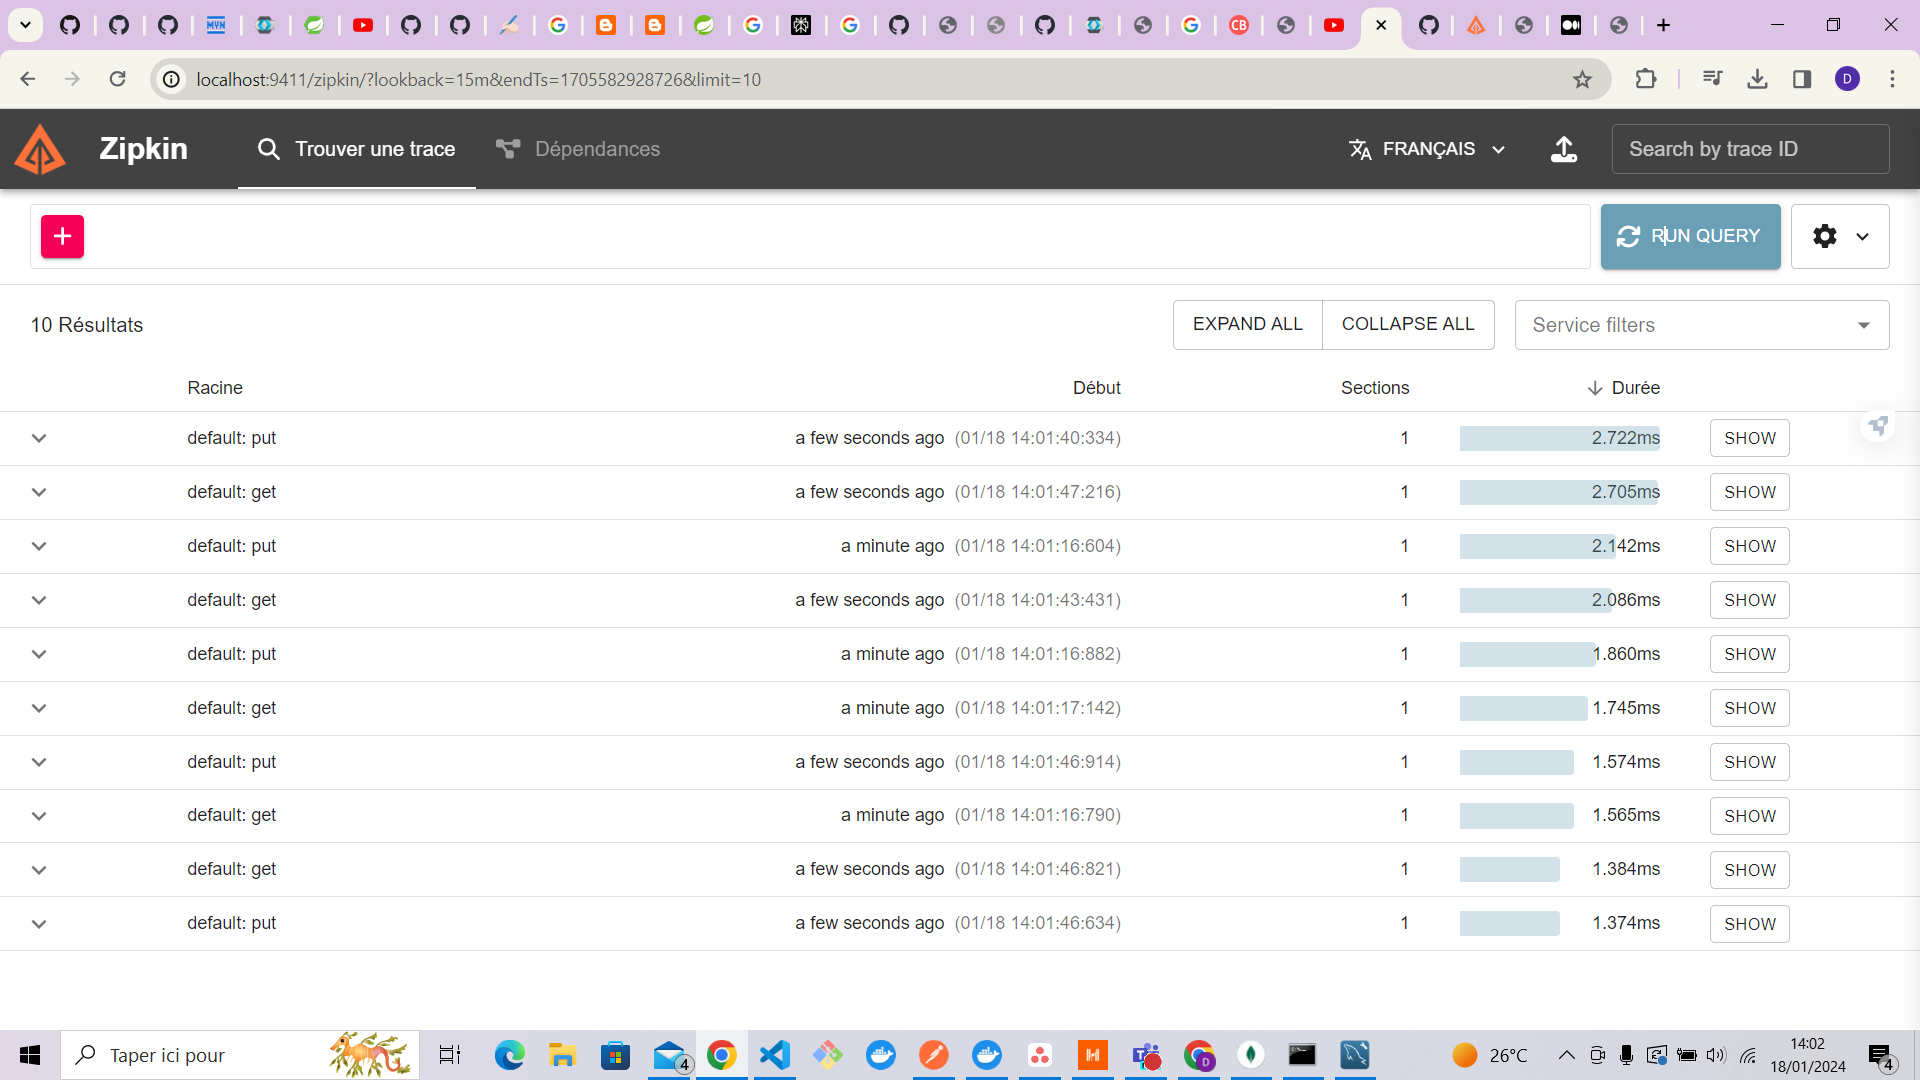 MVN
CB
localhost:9411/zipkin/?lookback=15m&endTs=1705582928726&limit=10
D
Zipkin
Trouver une trace
Dépendances
FRANÇAIS
Search by trace ID
+
RUN QUERY
10 Résultats
EXPAND ALL
COLLAPSE ALL
Service filters
Racine Début Sections Durée
default: put a few seconds ago (01/18 14:01:40:334) 1 2.722ms SHOW
default: get a few seconds ago (01/18 14:01:47:216) 1 2.705ms SHOW
default: put a minute ago (01/18 14:01:16:604) 1 2.142ms SHOW
default: get a few seconds ago (01/18 14:01:43:431) 1 2.086ms SHOW
default: put a minute ago (01/18 14:01:16:882) 1 1.860ms SHOW
default: get a minute ago (01/18 14:01:17:142) 1 1.745ms SHOW
default: put a few seconds ago (01/18 14:01:46:914) 1 1.574ms SHOW
default: get a minute ago (01/18 14:01:16:790) 1 1.565ms SHOW
default: get a few seconds ago (01/18 14:01:46:821) 1 1.384ms SHOW
default: put a few seconds ago (01/18 14:01:46:634) 1 1.374ms SHOW
Taper ici pour
4
D
26°C
14:02
18/01/2024
4